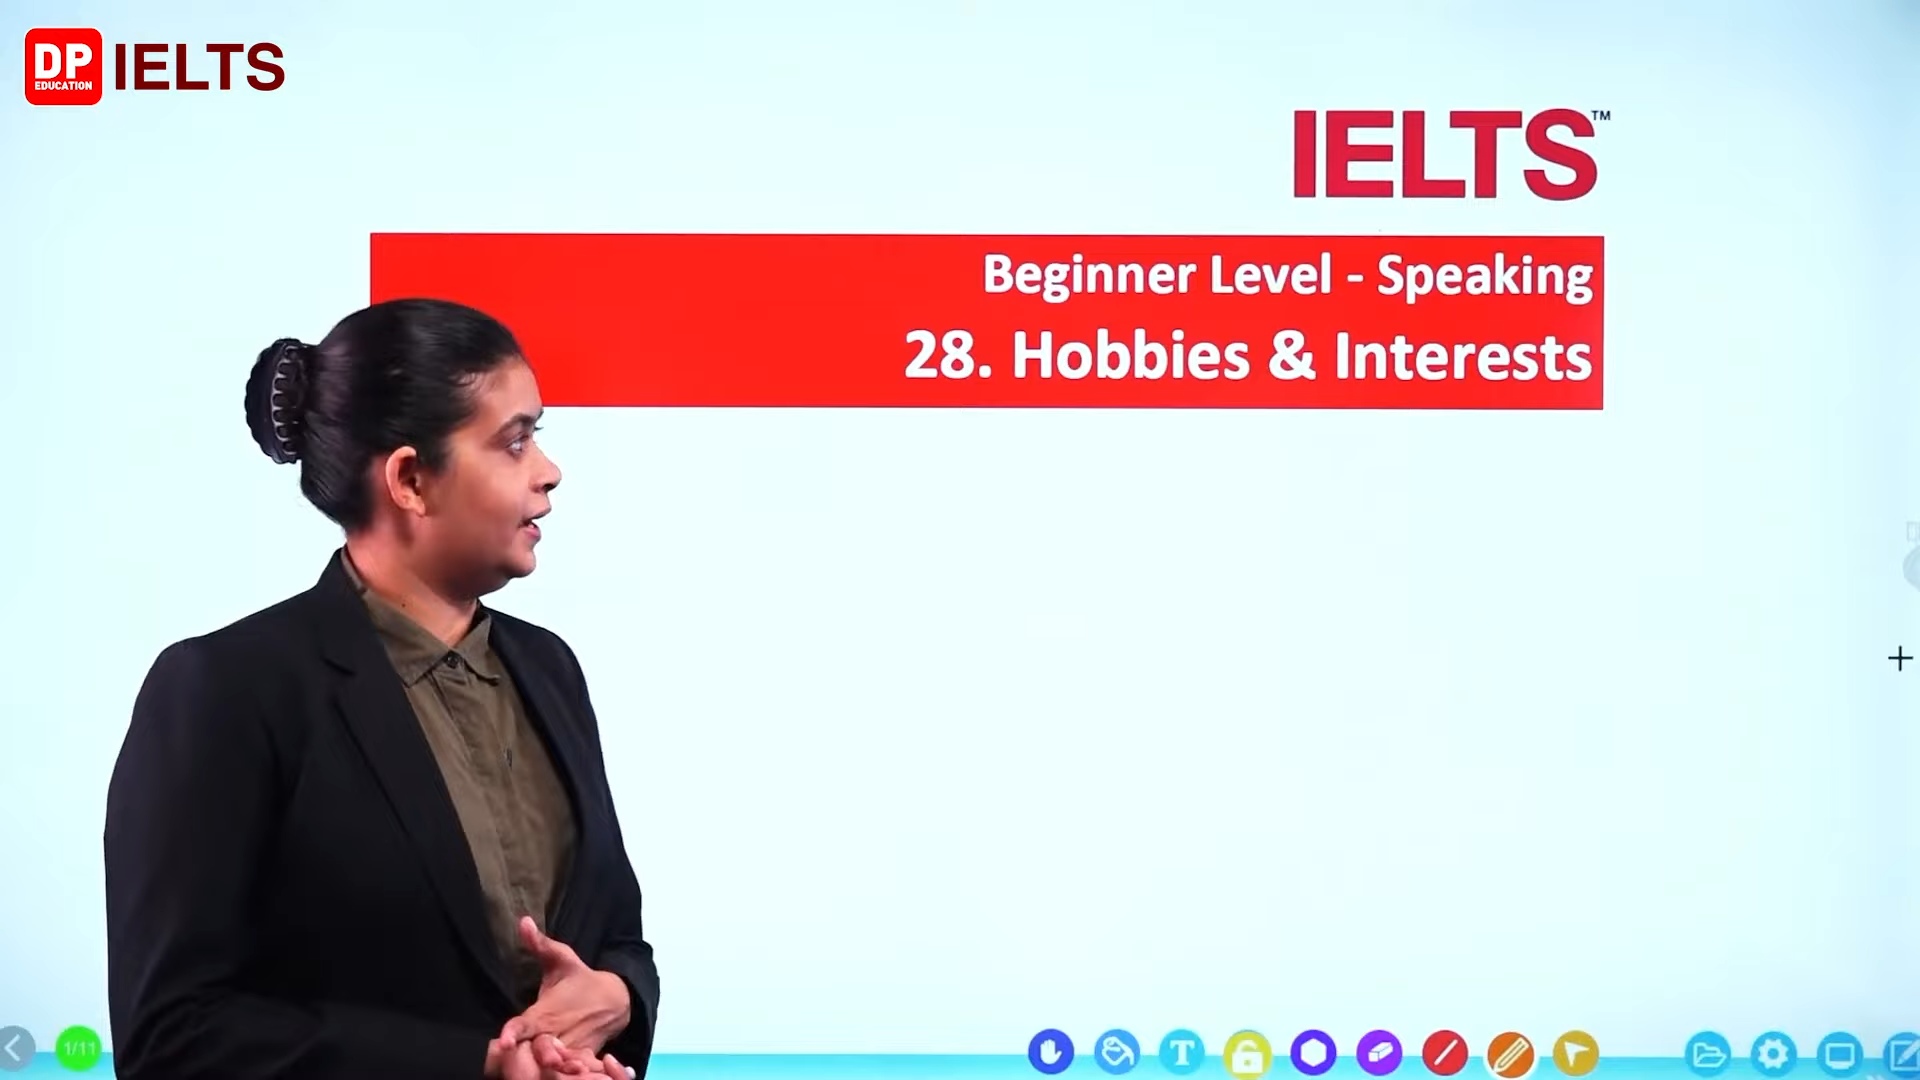 DP
EDUCATION
IELTS
IELTS™
Beginner Level - Speaking
28. Hobbies & Interests
1/11
T